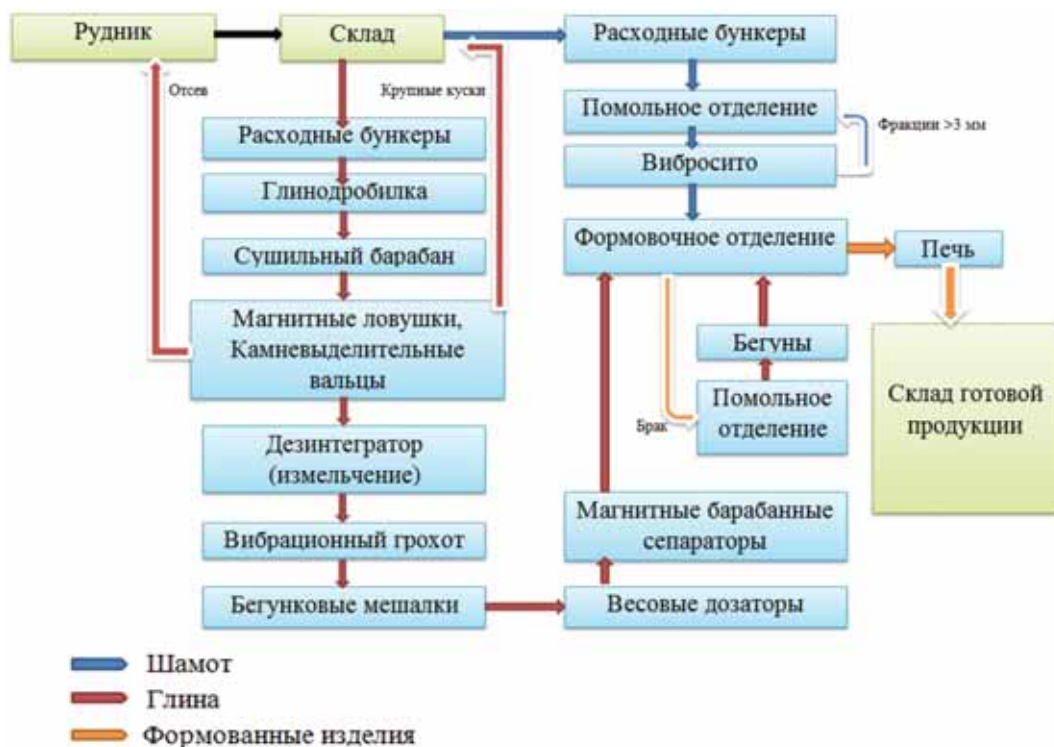 Рудник
Склад
Расходные бункеры
Отсев
Крупные куски
Помольное отделение
Фракции >3 мм
Расходные бункеры
Вибросито
Глинодробилка
Формовочное отделение
Печь
Сушильный барабан
Магнитные ловушки,
Камневыделительные
вальцы
Бегуны
Помольное
отделение
Брак
Склад готовой
продукции
Дезинтегратор
(измельчение)
Магнитные барабанные
сепараторы
Вибрационный грохот
Бегунковые мешалки
Весовые дозаторы
Шамот
Глина
Формованные изделия